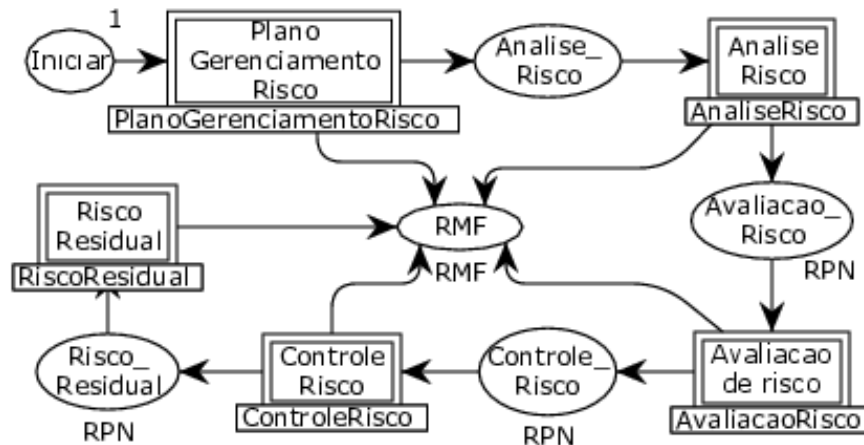 1
Iniciar
Plano
Gerenciamento
Risco
PlanoGerenciamentoRisco
Analise_
Risco
Analise
Risco
AnaliseRisco
Risco
Residual
RiscoResidual
RMF
RMF
Avaliacao_
Risco
RPN
Risco_
Residual
RPN
Controle
Risco
ControleRisco
Controle_
Risco
RPN
Avaliacao
de risco
AvaliacaoRisco